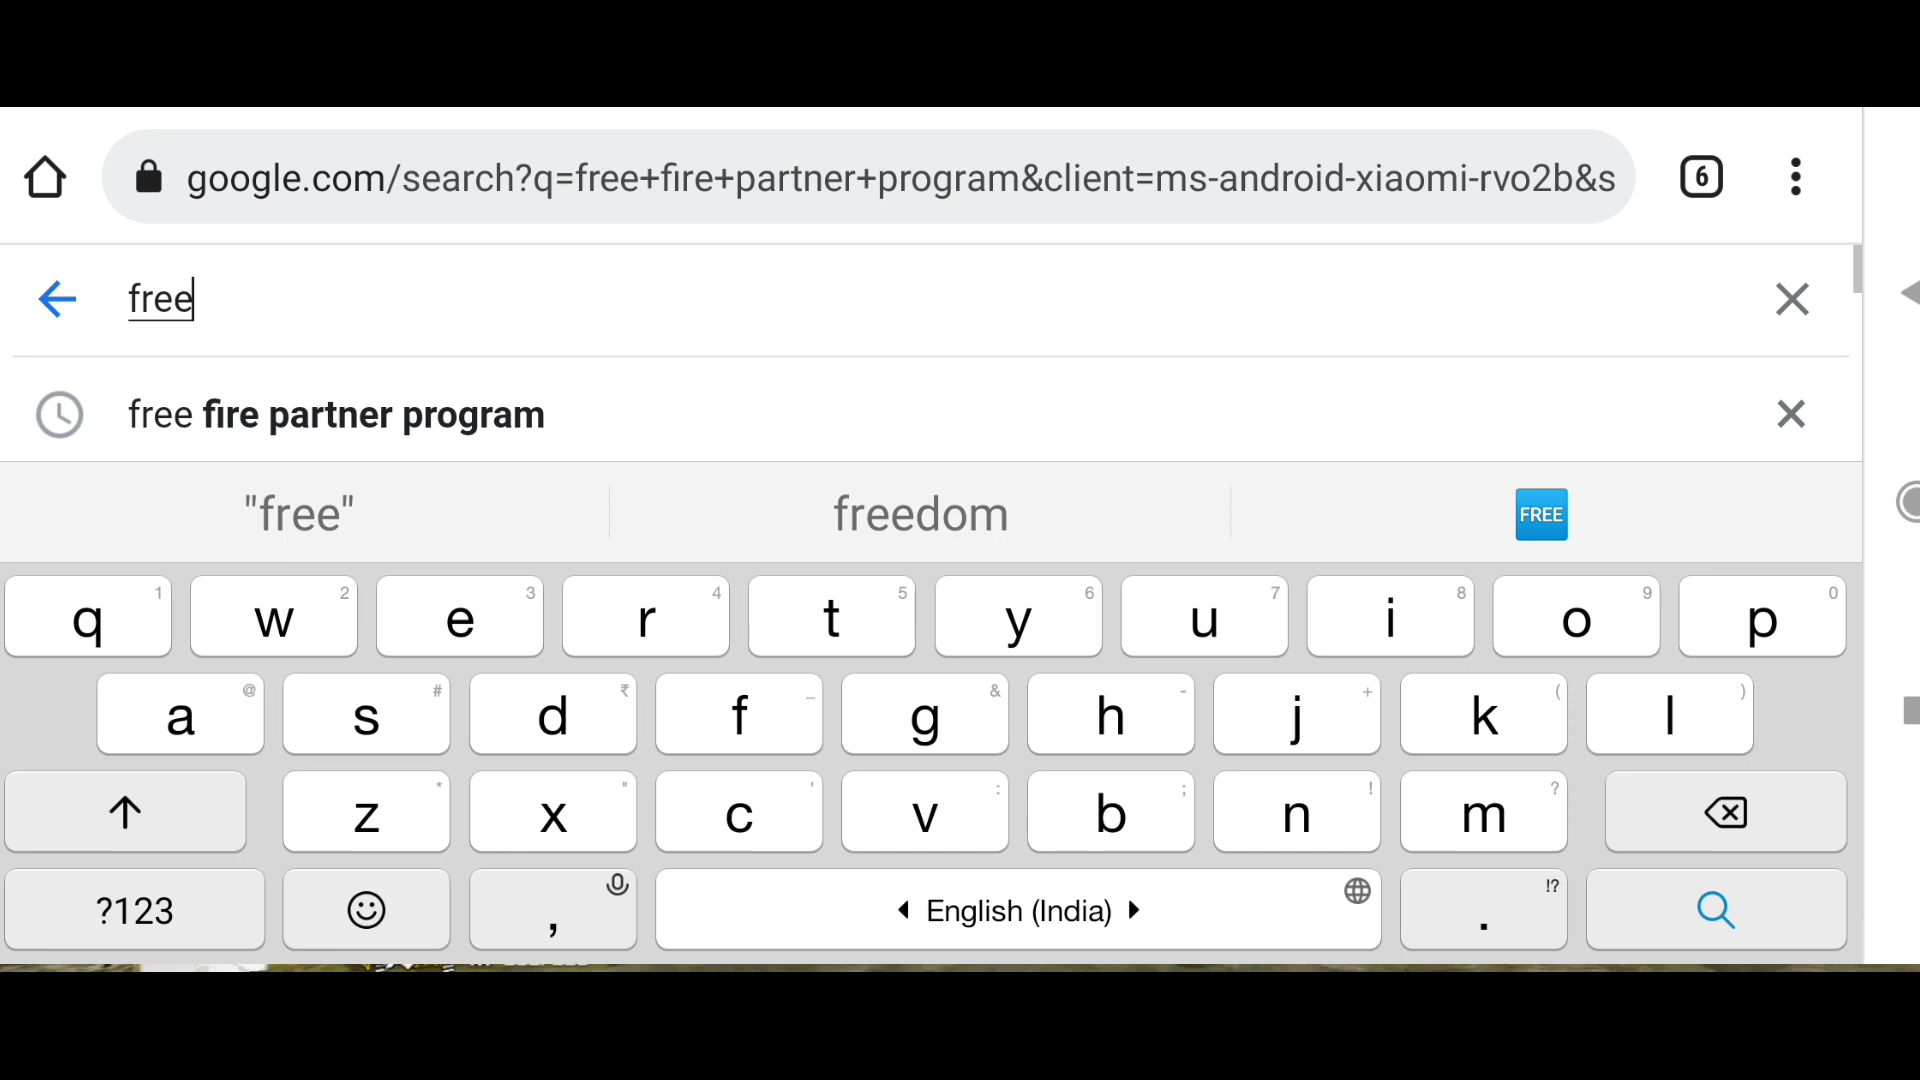 google.com/search?q=free+fire+partner+program&client=ms-android-xiaomi-rvo2b&s
6
free
free fire partner program
"free"
freedom
FREE
q 1 w 2 e 3 r 4 t 5 y 6 u 7 i 8 o 9 p 0
a @ s # d ₹ f _ g & h - j + k ( l )
z * x " c ' v : b ; n ! m ?
?123 , English (India) . !?